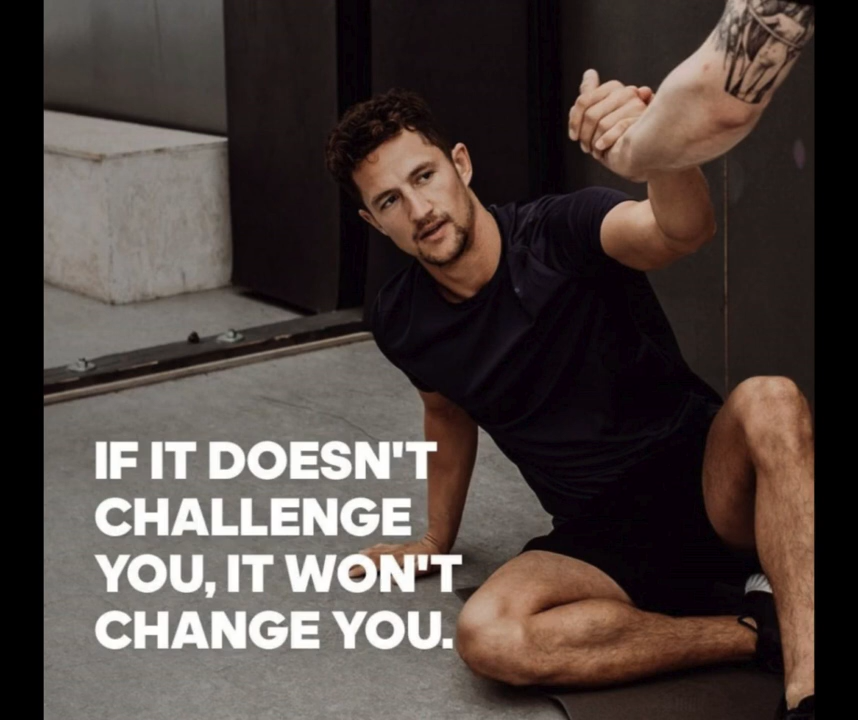 IF IT DOESN'T
CHALLENGE
YOU, IT WON'T
CHANGE YOU.